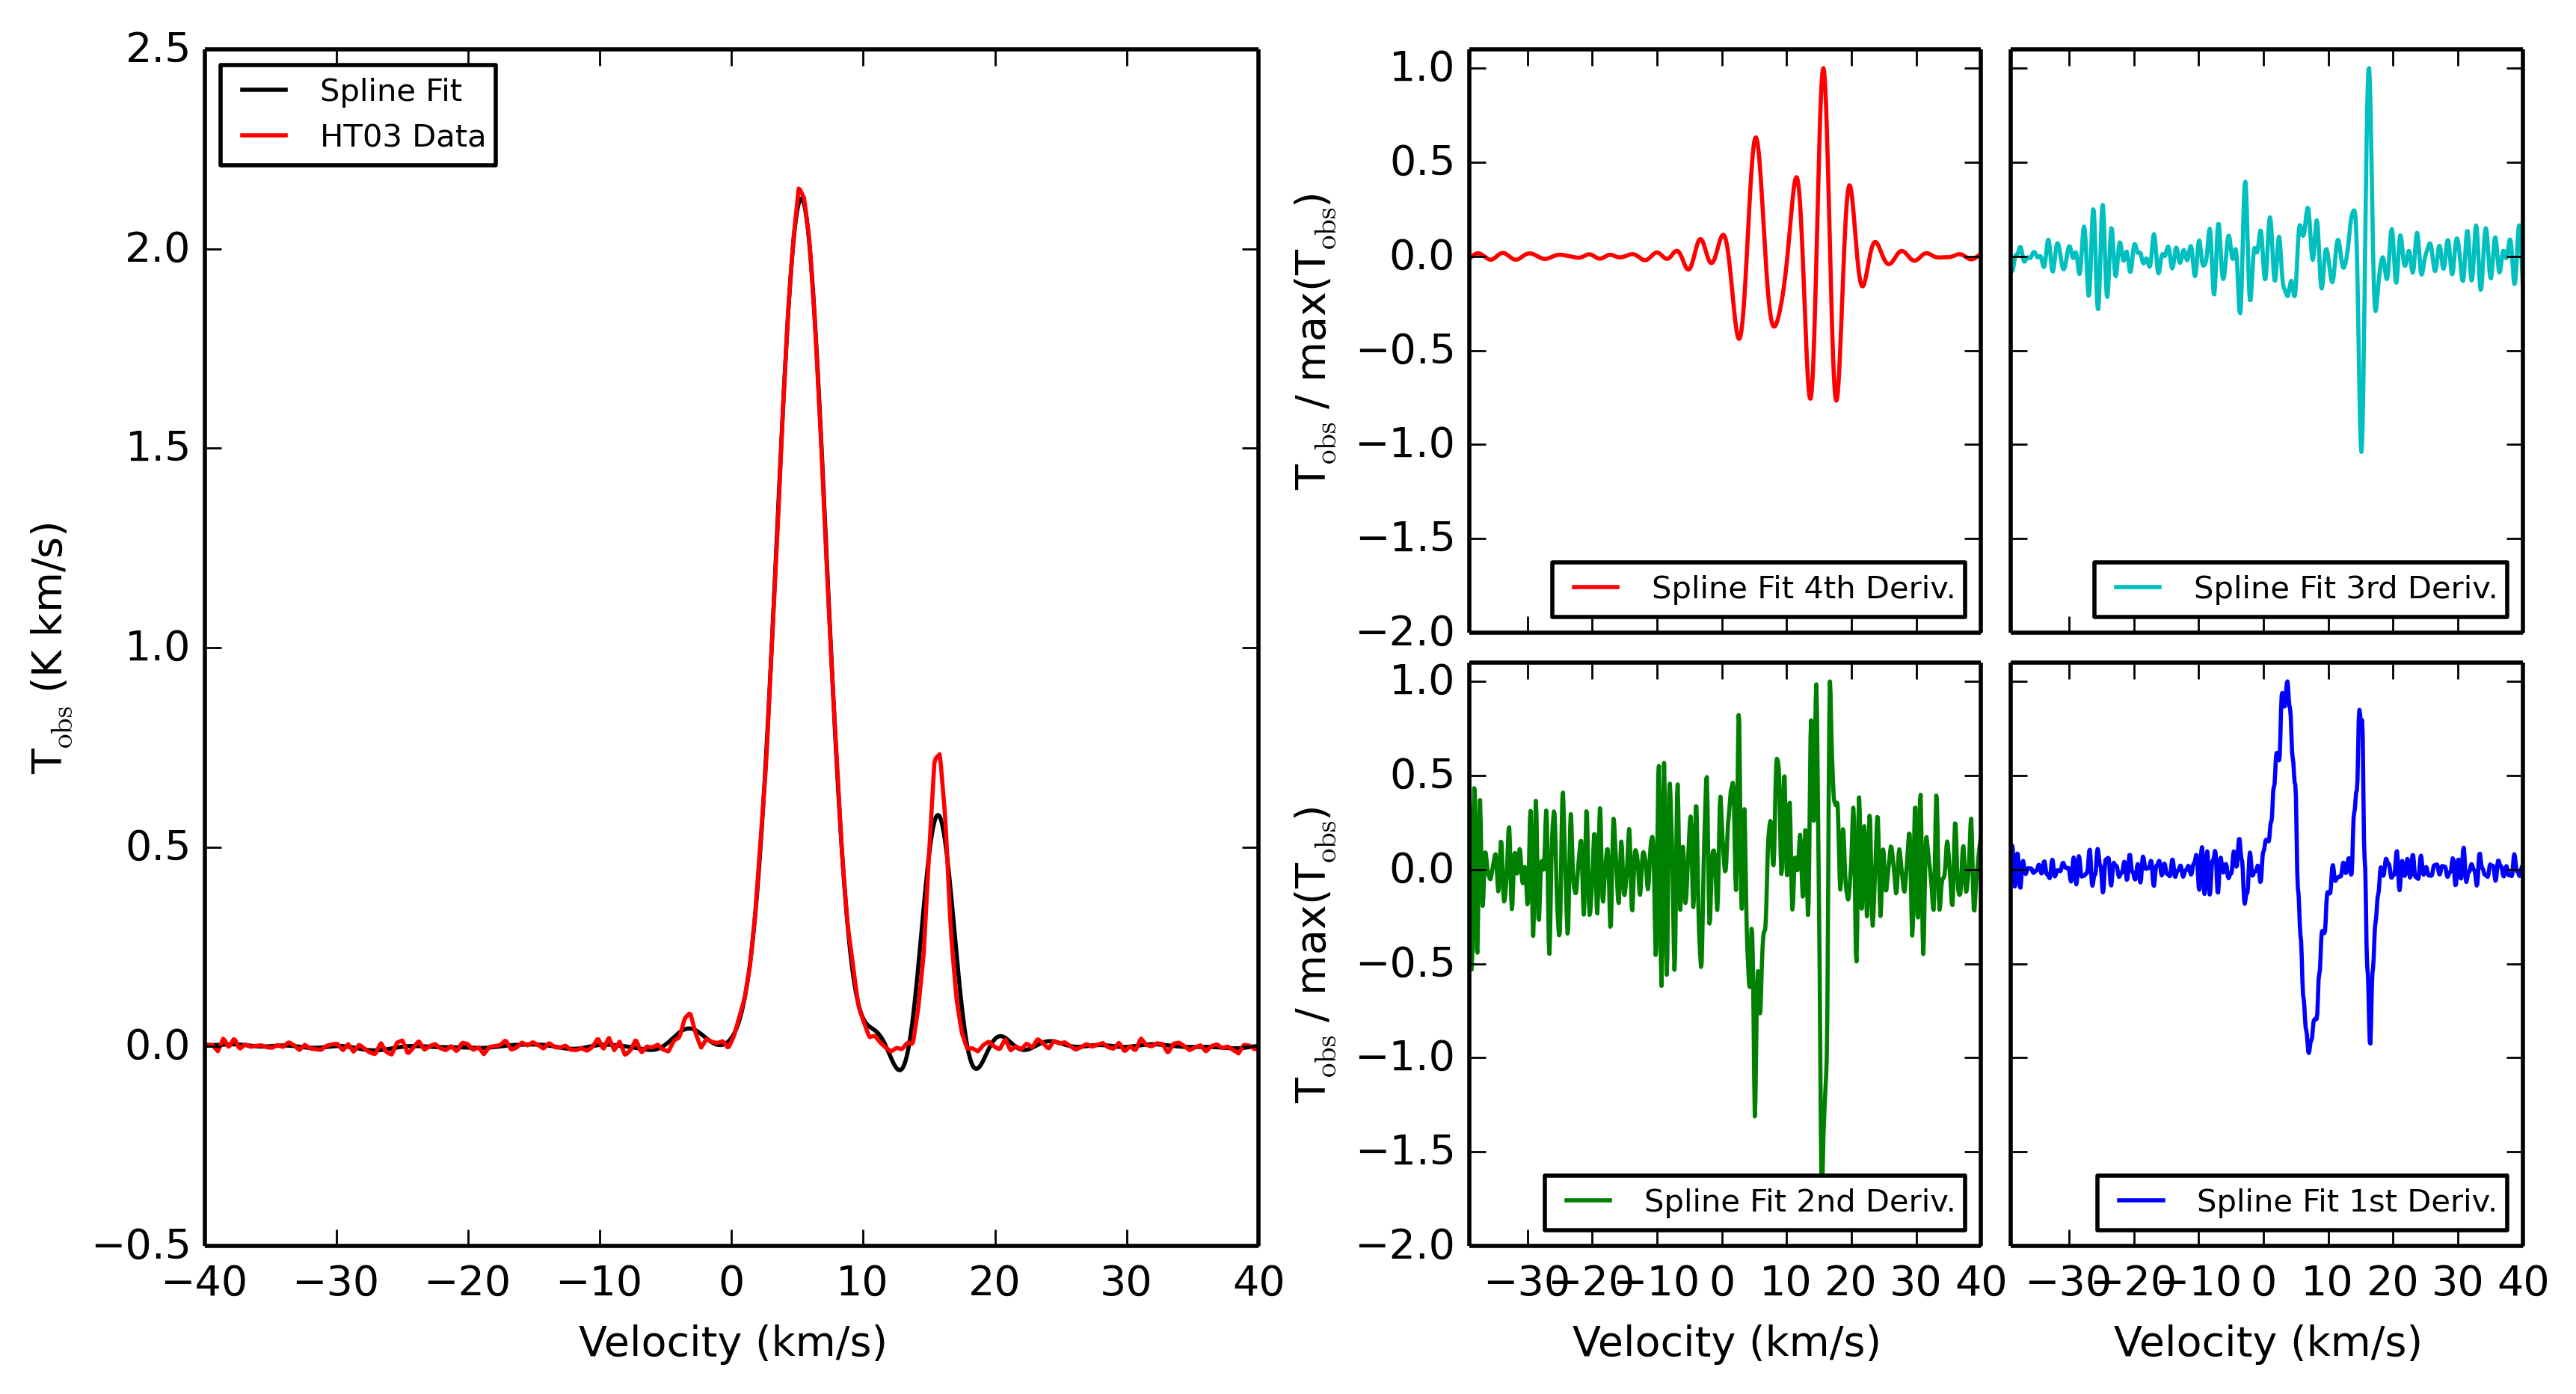 2.5
2.0
1.5
1.0
0.5
0.0
−0.5
T_obs (K km/s)
Spline Fit
HT03 Data
−40 −30 −20 −10 0 10 20 30 40
Velocity (km/s)
1.0
0.5
0.0
−0.5
−1.0
−1.5
−2.0
T_obs / max(T_obs)
Spline Fit 4th Deriv.
Spline Fit 3rd Deriv.
1.0
0.5
0.0
−0.5
−1.0
−1.5
−2.0
T_obs / max(T_obs)
Spline Fit 2nd Deriv.
Spline Fit 1st Deriv.
−30 −20 −10 0 10 20 30 40
Velocity (km/s)
−30 −20 −10 0 10 20 30 40
Velocity (km/s)